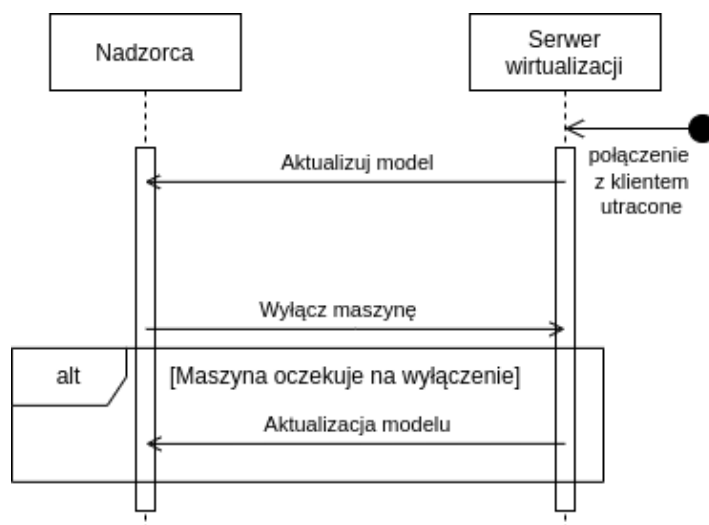 Nadzorca
Serwer
wirtualizacji
połączenie
z klientem
utracone
Aktualizuj model
Wyłącz maszynę
alt
[Maszyna oczekuje na wyłączenie]
Aktualizacja modelu